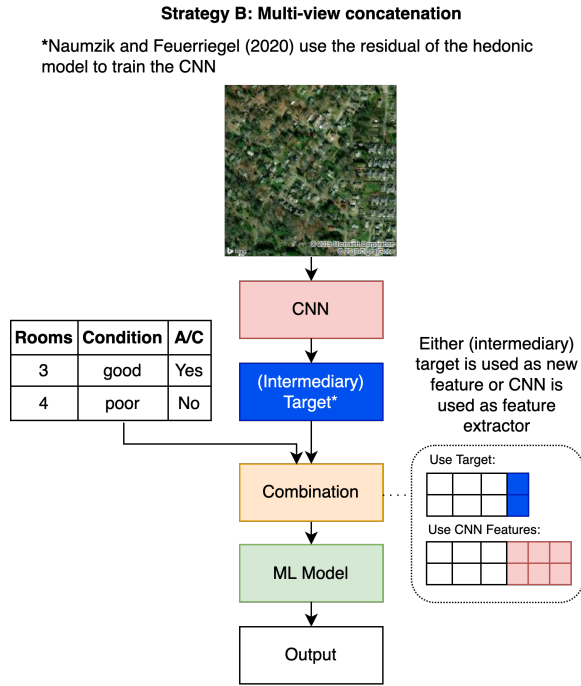 Strategy B: Multi-view concatenation
*Naumzik and Feuerriegel (2020) use the residual of the hedonic
model to train the CNN
CNN
Rooms Condition A/C
3 good Yes
4 poor No
(Intermediary)
Target*
Either (intermediary)
target is used as new
feature or CNN is
used as feature
extractor
Combination
Use Target:
Use CNN Features:
ML Model
Output